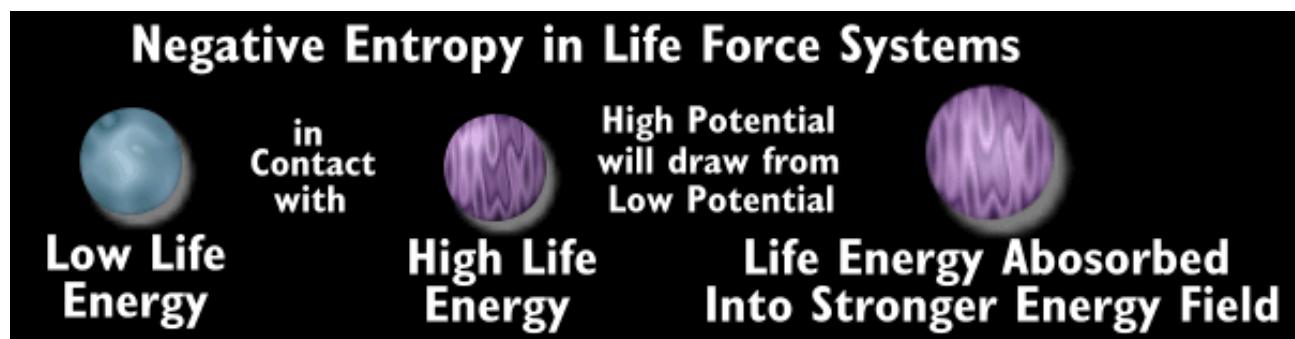 Negative Entropy in Life Force Systems
in
Contact
with
High Potential
will draw from
Low Potential
Low Life
Energy
High Life
Energy
Life Energy Abosorbed
Into Stronger Energy Field